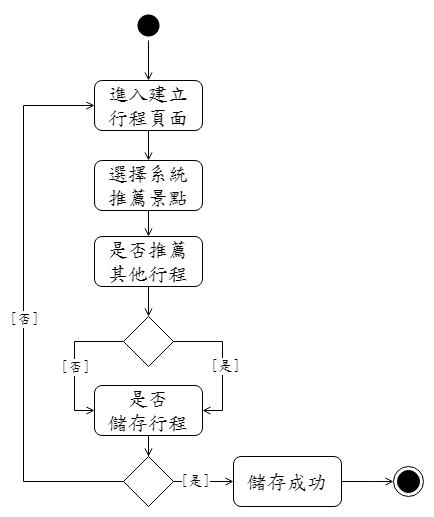 進入建立
行程頁面
選擇系統
推薦景點
是否推薦
其他行程
[否]
[否]
[是]
是否
儲存行程
[是]
儲存成功